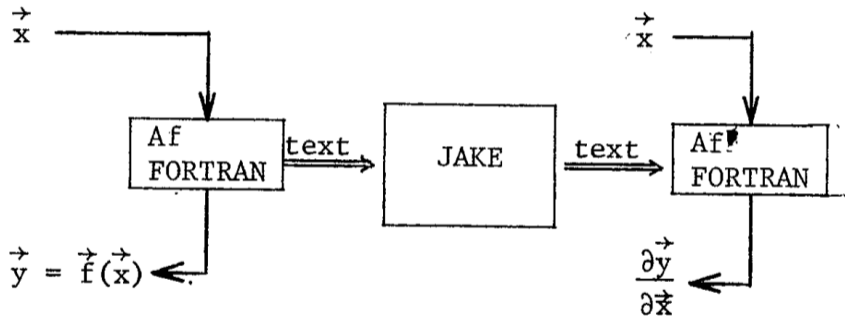 x⃗
x⃗
Af
FORTRAN
text
JAKE
text
Af'
FORTRAN
y⃗ = f⃗(x⃗)
∂y⃗
∂x⃗